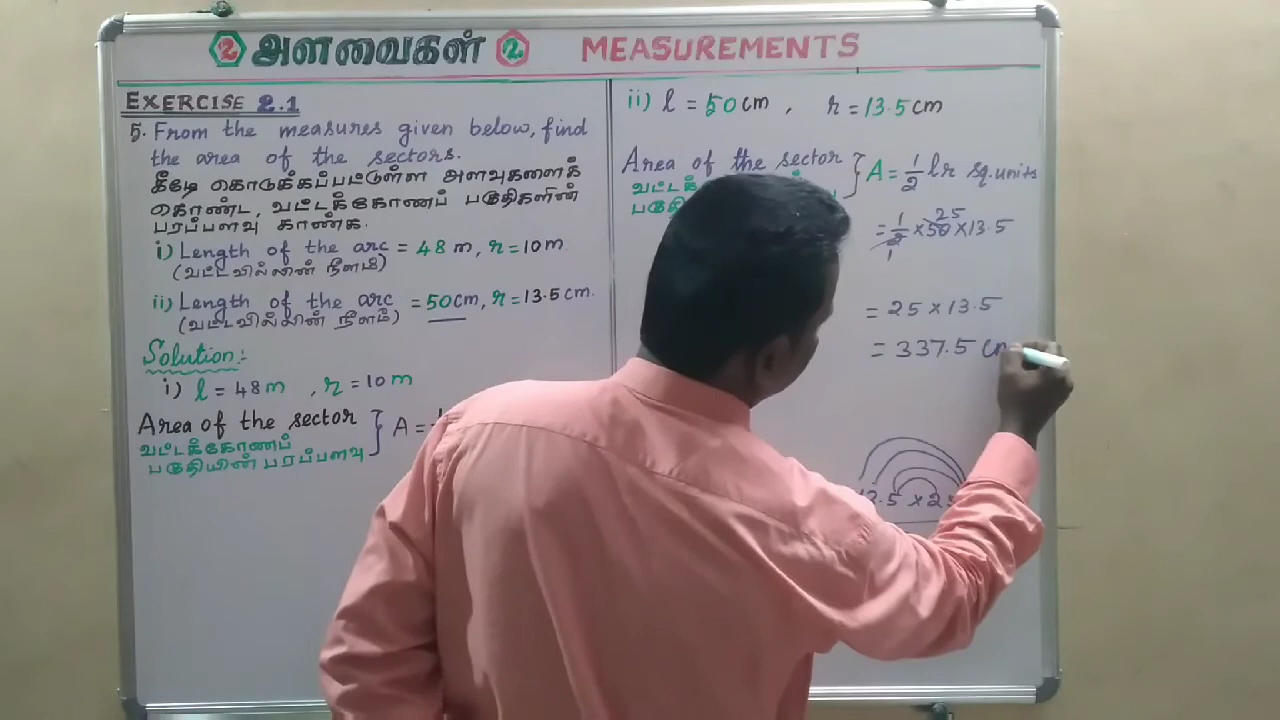 2 அளவைகள் 2 MEASUREMENTS
EXERCISE 2.1
5. From the measures given below, find
the area of the sectors.
கீழே கொடுக்கப்பட்டுள்ள அளவுகளைக்
கொண்ட, வட்டக்கோணப் பகுதிகளின்
பரப்பளவு காண்க.
i) Length of the arc = 48 m, r = 10 m
(வட்டவில்லின் நீளம்)
ii) Length of the arc = 50 cm, r = 13.5 cm.
(வட்டவில்லின் நீளம்)
Solution:-
i) l = 48 m , r = 10 m
Area of the sector } A =
வட்டக்கோணப்
பகுதியின் பரப்பளவு
ii) l = 50 cm , r = 13.5 cm
Area of the sector } A = 1/2 lr sq.units
25
= 1/2 × 50 × 13.5
1
= 25 × 13.5
= 337.5